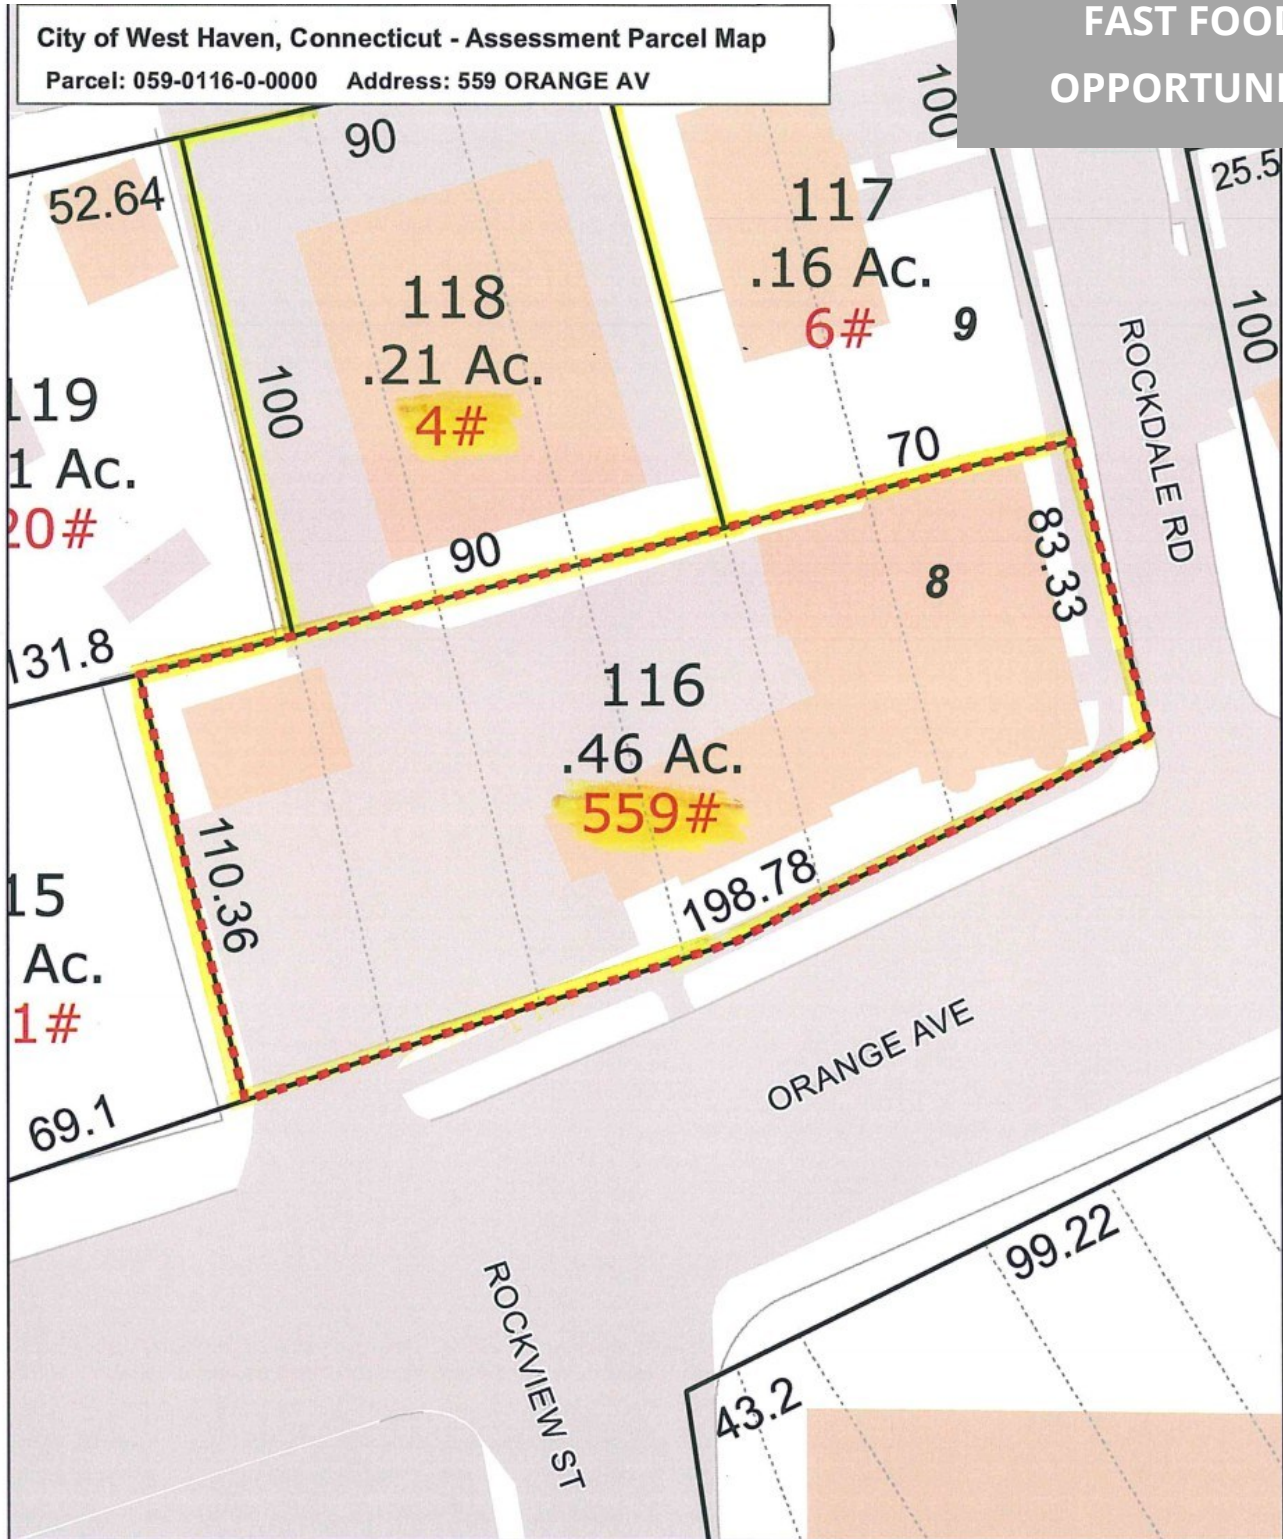 City of West Haven, Connecticut - Assessment Parcel Map
Parcel: 059-0116-0-0000 Address: 559 ORANGE AV
FAST FOO
OPPORTUN
90
100
52.64
25.5
118
.21 Ac.
4#
117
.16 Ac.
6#
9
100
100
ROCKDALE RD
119
1 Ac.
20#
70
90
83.33
8
131.8
116
.46 Ac.
559#
110.36
198.78
15
Ac.
1#
69.1
ORANGE AVE
99.22
ROCKVIEW ST
43.2